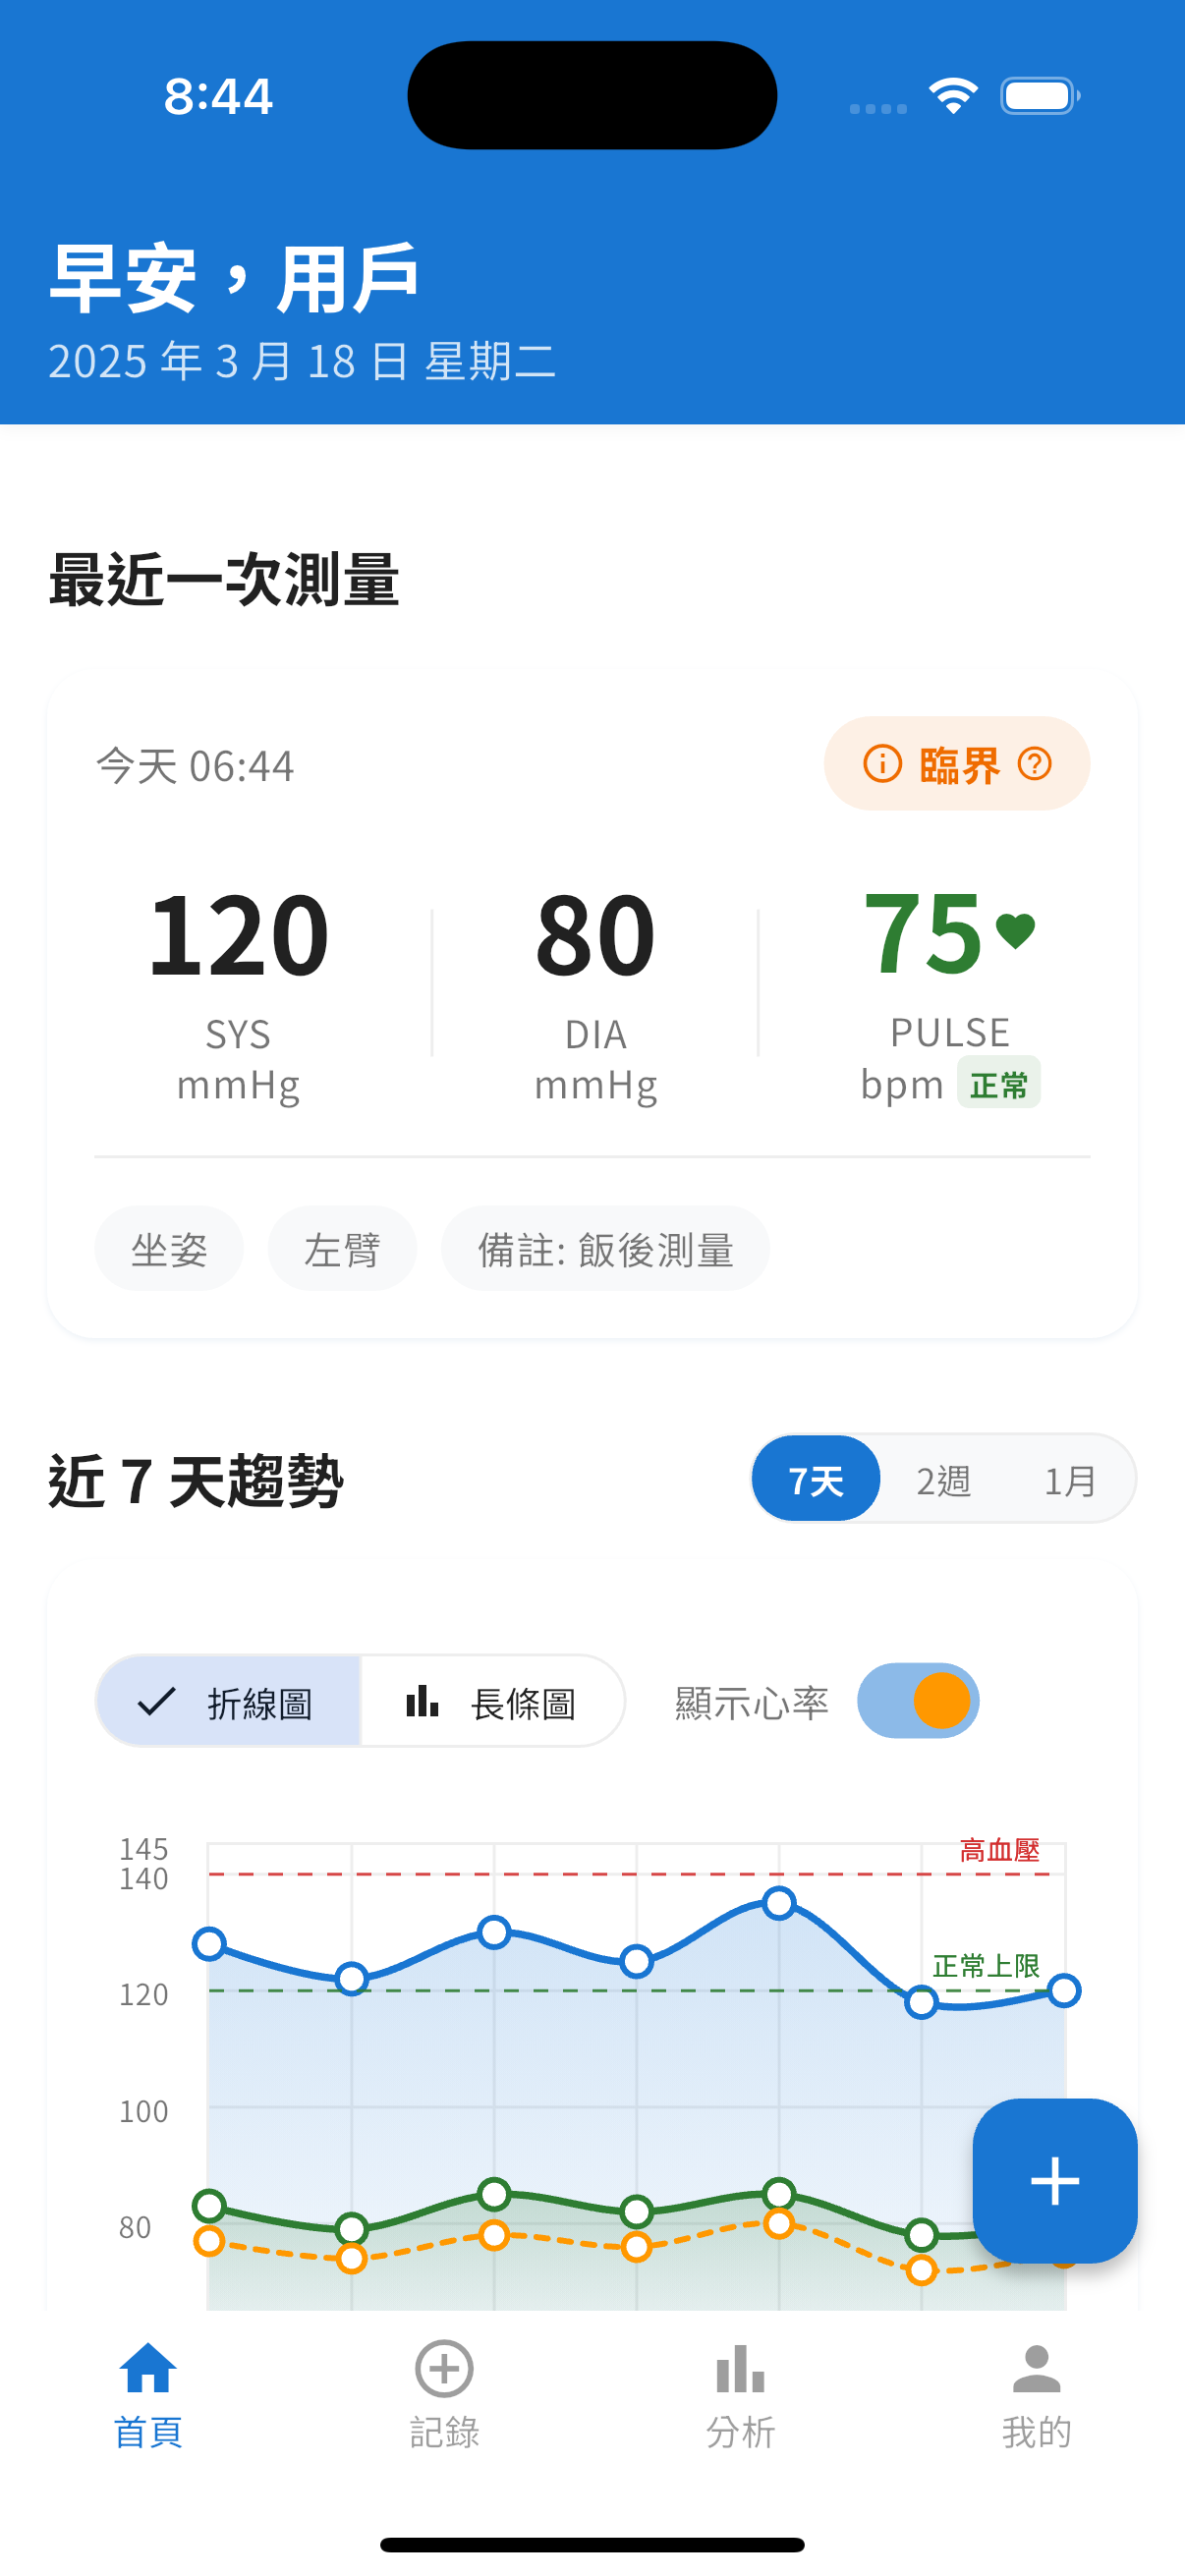 8:44
早安，用戶
2025 年 3 月 18 日 星期二
最近一次測量
今天 06:44
臨界
120
80
75
SYS
DIA
PULSE
mmHg
mmHg
bpm
正常
坐姿
左臂
備註: 飯後測量
近 7 天趨勢
7天
2週
1月
折線圖
長條圖
顯示心率
145
高血壓
140
正常上限
120
100
80
首頁
記錄
分析
我的